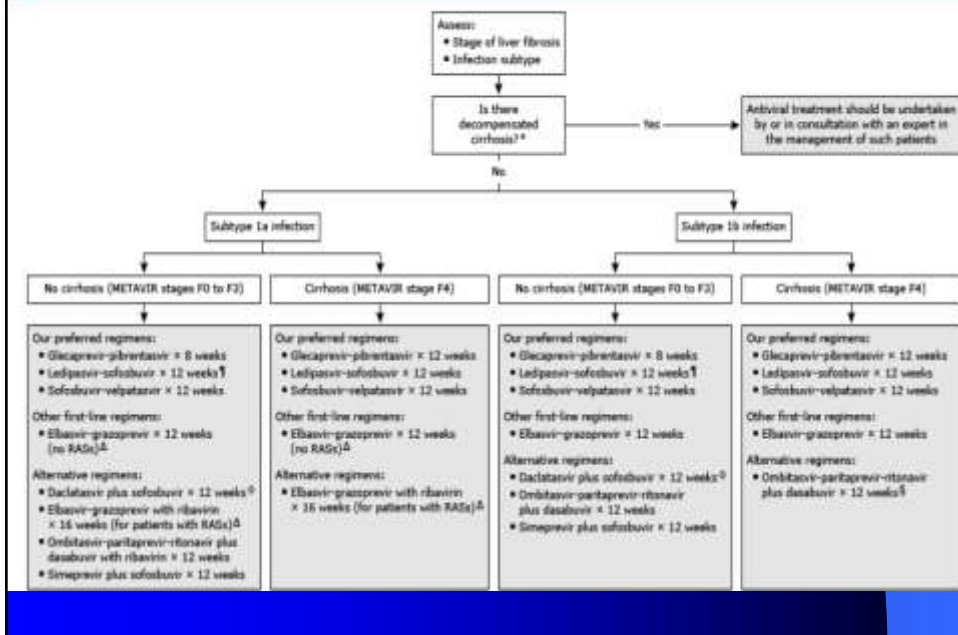 Assess:
• Stage of liver fibrosis
• Infection subtype
Is there
decompensated
cirrhosis?*
Yes
Antiviral treatment should be undertaken
by or in consultation with an expert in
the management of such patients
No
Subtype 1a infection
Subtype 1b infection
No cirrhosis (METAVIR stages F0 to F3)
Cirrhosis (METAVIR stage F4)
No cirrhosis (METAVIR stages F0 to F3)
Cirrhosis (METAVIR stage F4)
Our preferred regimens:
• Glecaprevir-pibrentasvir × 8 weeks
• Ledipasvir-sofosbuvir × 12 weeks¶
• Sofosbuvir-velpatasvir × 12 weeks
Other first-line regimens:
• Elbasvir-grazoprevir × 12 weeks
(no RASs)Δ
Alternative regimens:
• Daclatasvir plus sofosbuvir × 12 weeks◊
• Elbasvir-grazoprevir with ribavirin
× 16 weeks (for patients with RASs)Δ
• Ombitasvir-paritaprevir-ritonavir plus
dasabuvir with ribavirin × 12 weeks
• Simeprevir plus sofosbuvir × 12 weeks
Our preferred regimens:
• Glecaprevir-pibrentasvir × 12 weeks
• Ledipasvir-sofosbuvir × 12 weeks
• Sofosbuvir-velpatasvir × 12 weeks
Other first-line regimens:
• Elbasvir-grazoprevir × 12 weeks
(no RASs)Δ
Alternative regimens:
• Elbasvir-grazoprevir with ribavirin
× 16 weeks (for patients with RASs)Δ
Our preferred regimens:
• Glecaprevir-pibrentasvir × 8 weeks
• Ledipasvir-sofosbuvir × 12 weeks¶
• Sofosbuvir-velpatasvir × 12 weeks
Other first-line regimens:
• Elbasvir-grazoprevir × 12 weeks
Alternative regimens:
• Daclatasvir plus sofosbuvir × 12 weeks◊
• Ombitasvir-paritaprevir-ritonavir
plus dasabuvir × 12 weeks
• Simeprevir plus sofosbuvir × 12 weeks
Our preferred regimens:
• Glecaprevir-pibrentasvir × 12 weeks
• Ledipasvir-sofosbuvir × 12 weeks
• Sofosbuvir-velpatasvir × 12 weeks
Other first-line regimens:
• Elbasvir-grazoprevir × 12 weeks
Alternative regimens:
• Ombitasvir-paritaprevir-ritonavir
plus dasabuvir × 12 weeks§